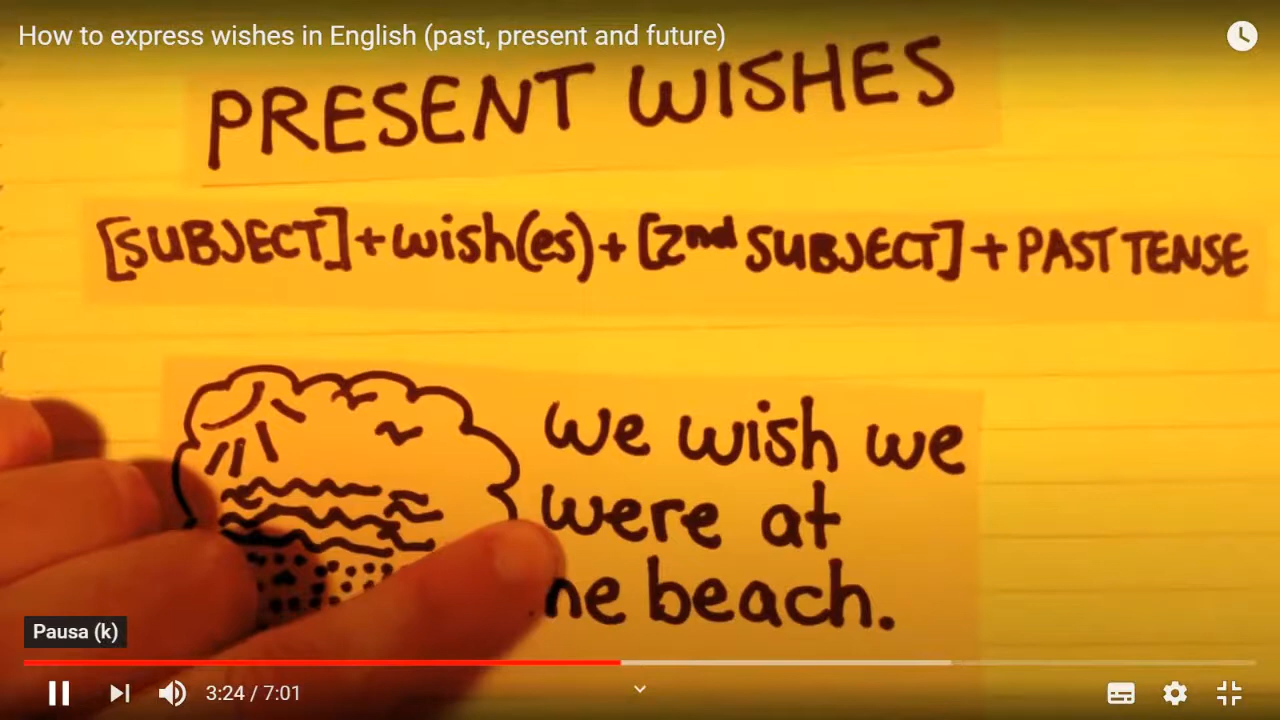 How to express wishes in English (past, present and future)
PRESENT WISHES
[SUBJECT]+wish(es)+[2nd SUBJECT]+PAST TENSE
we wish we
were at
he beach.
Pausa (k)
3:24 / 7:01